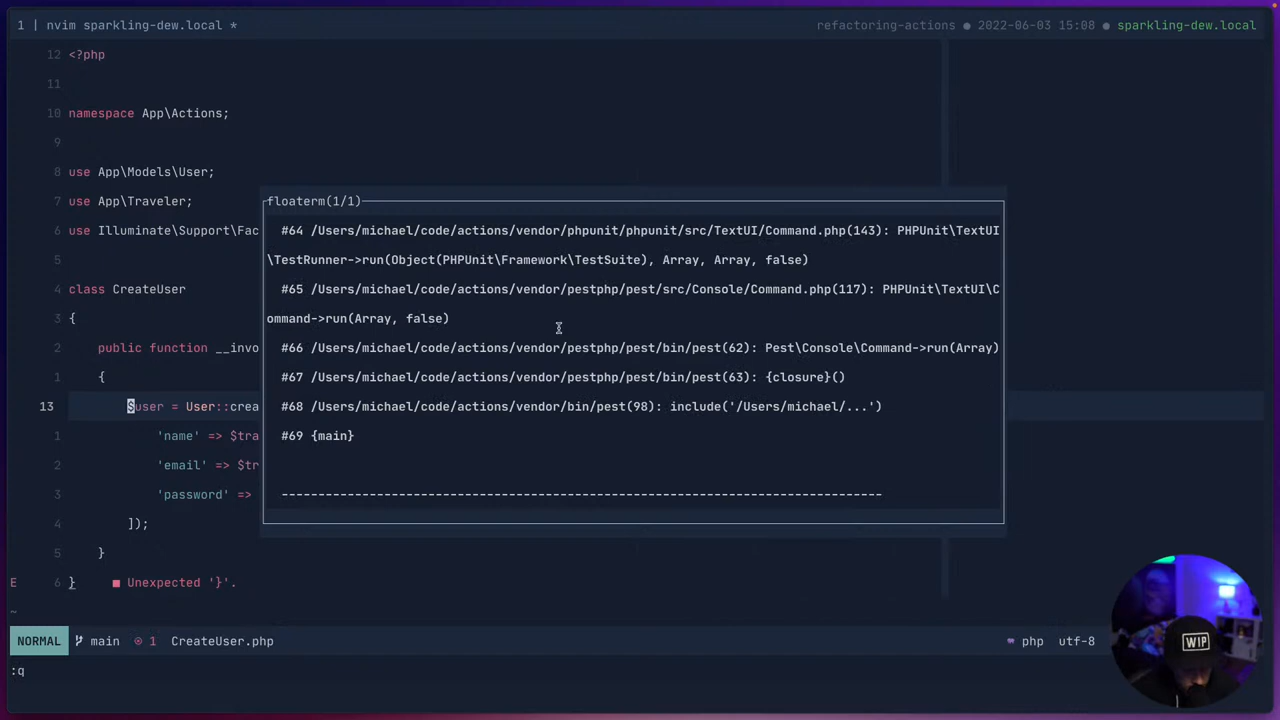 1 | nvim sparkling-dew.local *
refactoring-actions ● 2022-06-03 15:08 ● sparkling-dew.local
12 <?php
11
10 namespace App\Actions;
9
8 use App\Models\User;
7 use App\Traveler;
6 use Illuminate\Support\Fac
5
4 class CreateUser
3 {
2 public function __invo
1 {
13 $user = User::crea
1 'name' => $tra
2 'email' => $tr
3 'password' =>
4 ]);
5 }
E 6 } ■ Unexpected '}'.
~
floaterm(1/1)
#64 /Users/michael/code/actions/vendor/phpunit/phpunit/src/TextUI/Command.php(143): PHPUnit\TextUI
\TestRunner->run(Object(PHPUnit\Framework\TestSuite), Array, Array, false)
#65 /Users/michael/code/actions/vendor/pestphp/pest/src/Console/Command.php(117): PHPUnit\TextUI\C
ommand->run(Array, false)
#66 /Users/michael/code/actions/vendor/pestphp/pest/bin/pest(62): Pest\Console\Command->run(Array)
#67 /Users/michael/code/actions/vendor/pestphp/pest/bin/pest(63): {closure}()
#68 /Users/michael/code/actions/vendor/bin/pest(98): include('/Users/michael/...')
#69 {main}
----------------------------------------------------------------------------------
NORMAL main 1 CreateUser.php
php utf-8
:q
WIP